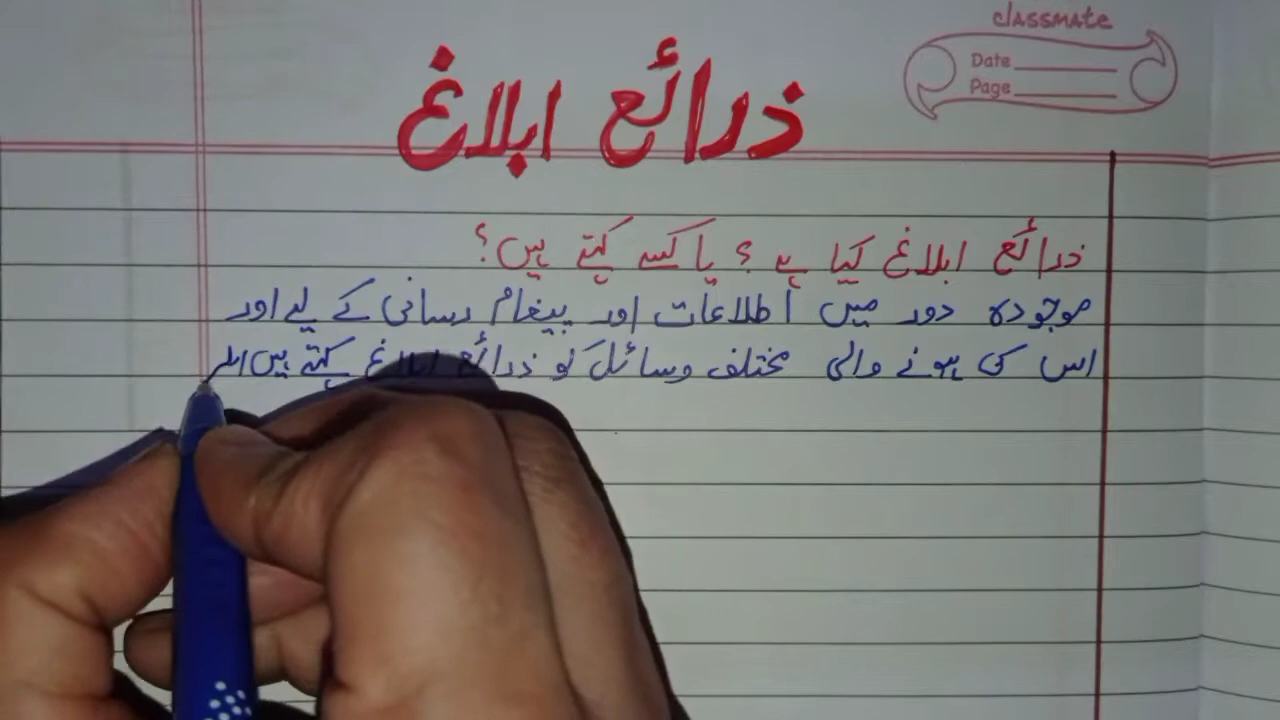 classmate
Date
Page
ذرائع ابلاغ
ذرائع ابلاغ کیا ہے ؟ یا کسے کہتے ہیں؟
موجودہ دور میں اطلاعات اور پیغام رسانی کے لیے اور
اس کی ہونے والی مختلف وسائل کو ذرائع ابلاغ کہتے ہیں